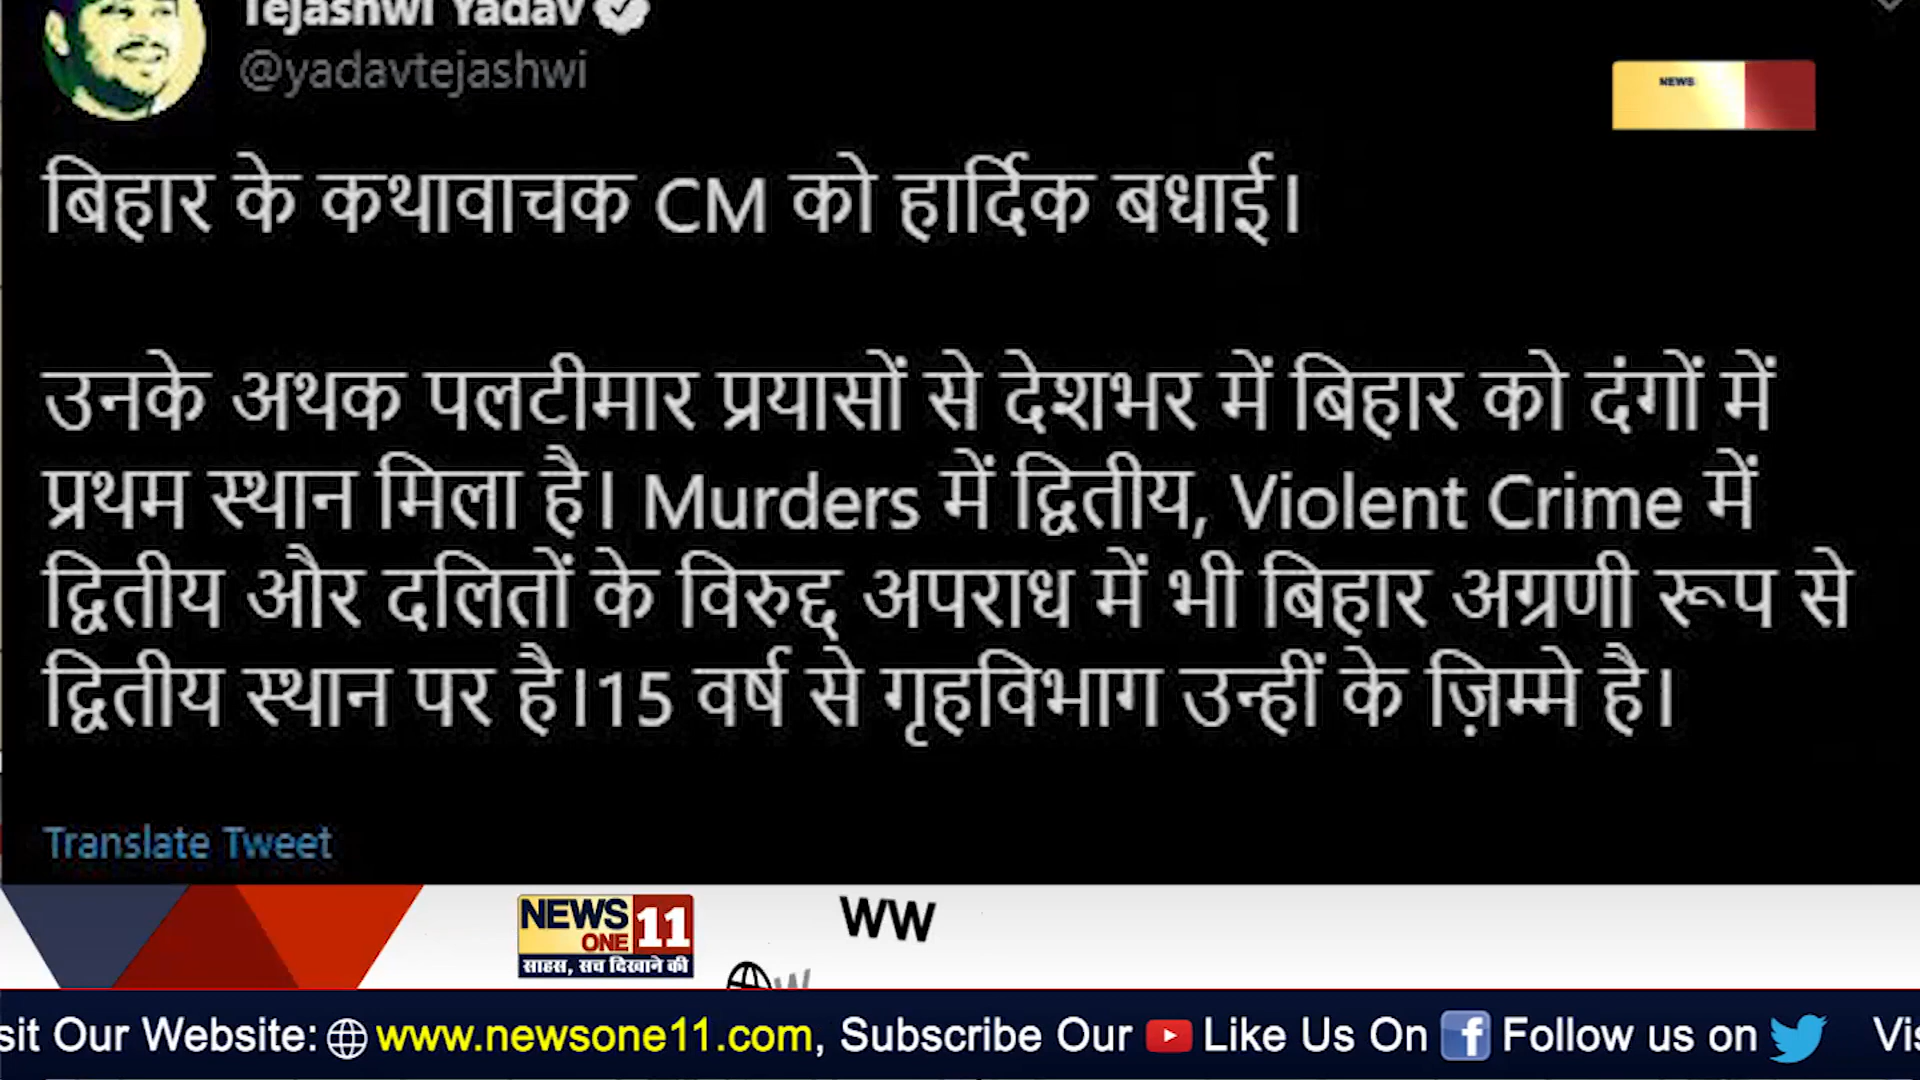 Tejashwi Yadav
@yadavtejashwi
NEWS
बिहार के कथावाचक CM को हार्दिक बधाई।
उनके अथक पलटीमार प्रयासों से देशभर में बिहार को दंगों में
प्रथम स्थान मिला है। Murders में द्वितीय, Violent Crime में
द्वितीय और दलितों के विरुद्द अपराध में भी बिहार अग्रणी रूप से
द्वितीय स्थान पर है।15 वर्ष से गृहविभाग उन्हीं के ज़िम्मे है।
Translate Tweet
NEWS
ONE 11
साहस, सच दिखाने की
WW
W
sit Our Website: www.newsone11.com, Subscribe Our Like Us On Follow us on Vis